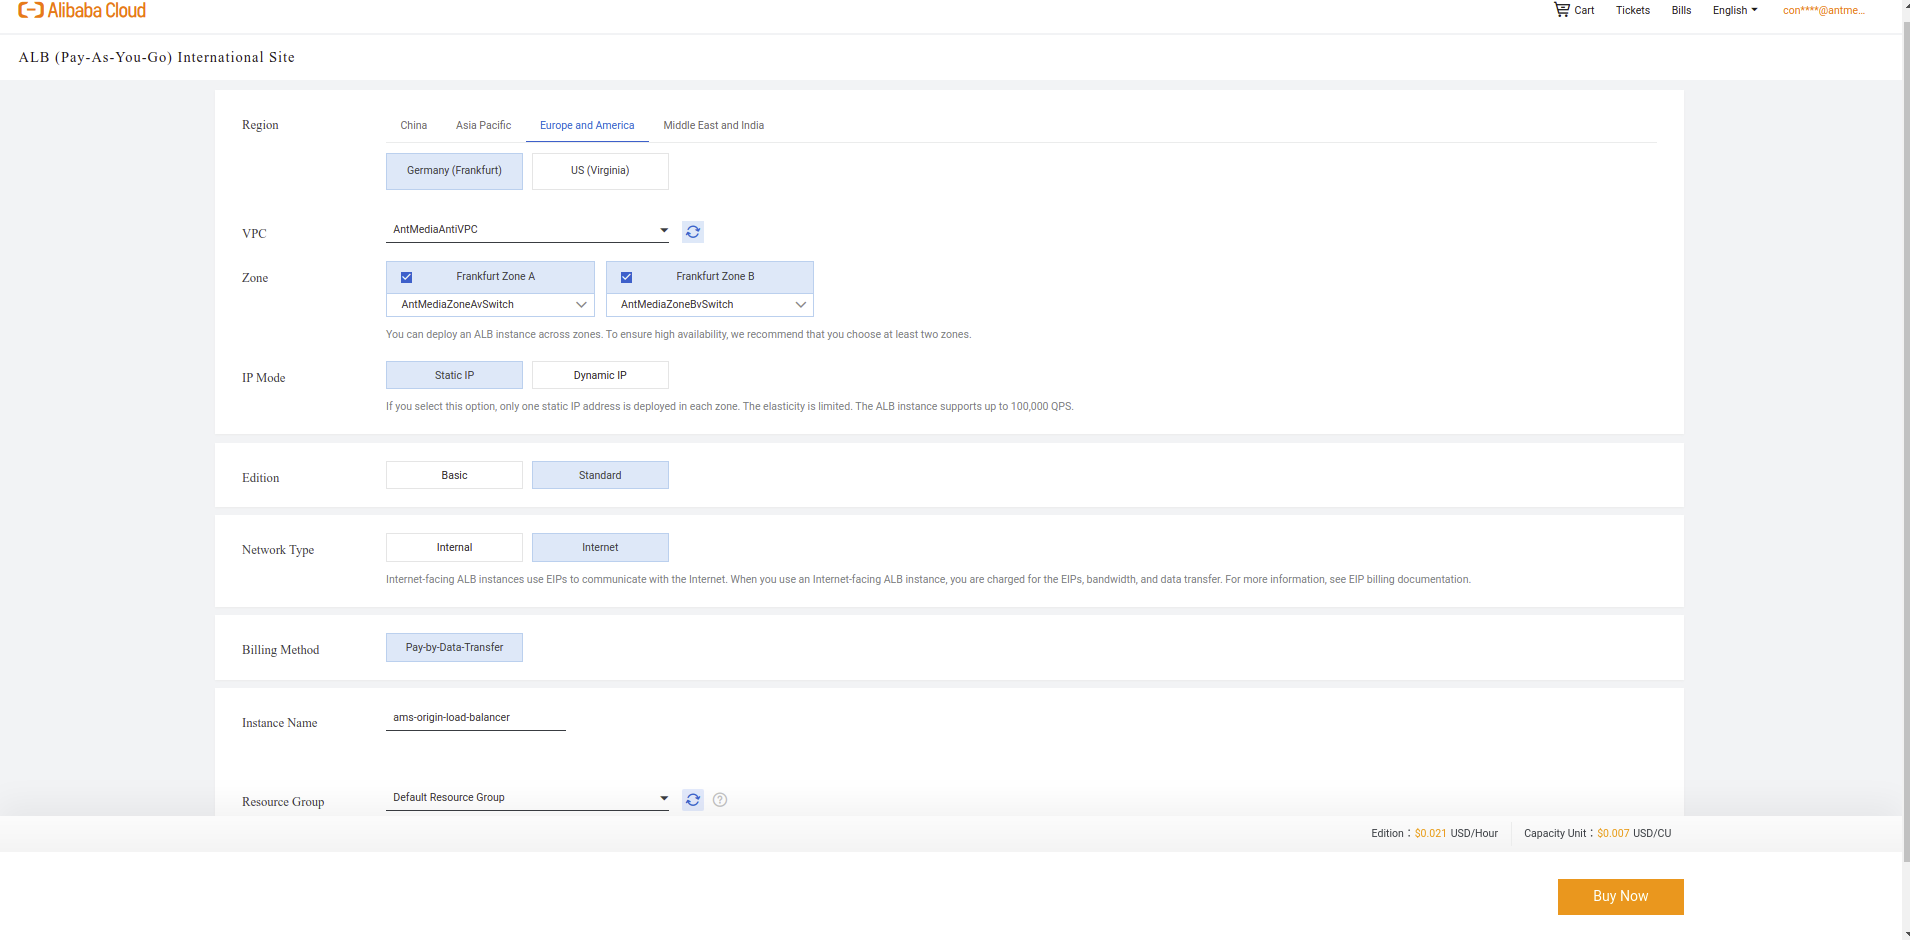 Alibaba Cloud
Cart Tickets Bills English con****@antme...
ALB (Pay-As-You-Go) International Site
Region China Asia Pacific Europe and America Middle East and India
Germany (Frankfurt) US (Virginia)
VPC AntMediaAntiVPC
Zone Frankfurt Zone A Frankfurt Zone B
AntMediaZoneAvSwitch AntMediaZoneBvSwitch
You can deploy an ALB instance across zones. To ensure high availability, we recommend that you choose at least two zones.
IP Mode Static IP Dynamic IP
If you select this option, only one static IP address is deployed in each zone. The elasticity is limited. The ALB instance supports up to 100,000 QPS.
Edition Basic Standard
Network Type Internal Internet
Internet-facing ALB instances use EIPs to communicate with the Internet. When you use an Internet-facing ALB instance, you are charged for the EIPs, bandwidth, and data transfer. For more information, see EIP billing documentation.
Billing Method Pay-by-Data-Transfer
Instance Name ams-origin-load-balancer
Resource Group Default Resource Group ?
Edition : $0.021 USD/Hour Capacity Unit : $0.007 USD/CU
Buy Now